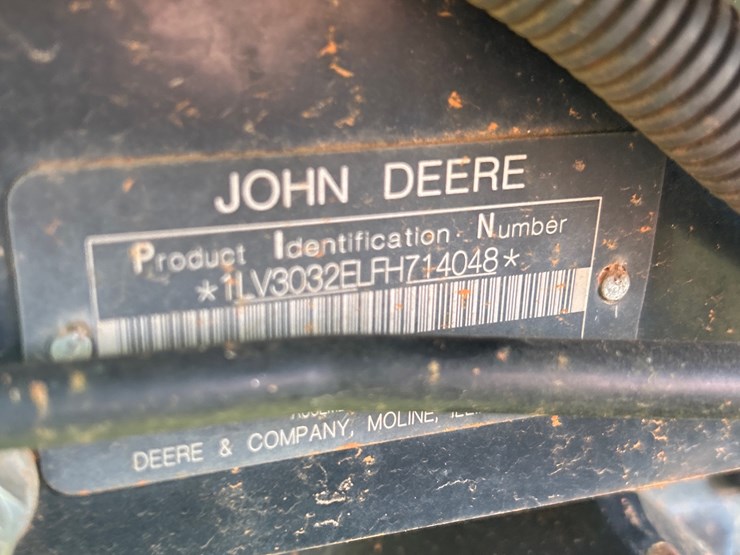 JOHN DEERE
Product Identification Number
*1LV3032ELFH714048*
DEERE & COMPANY, MOLINE,